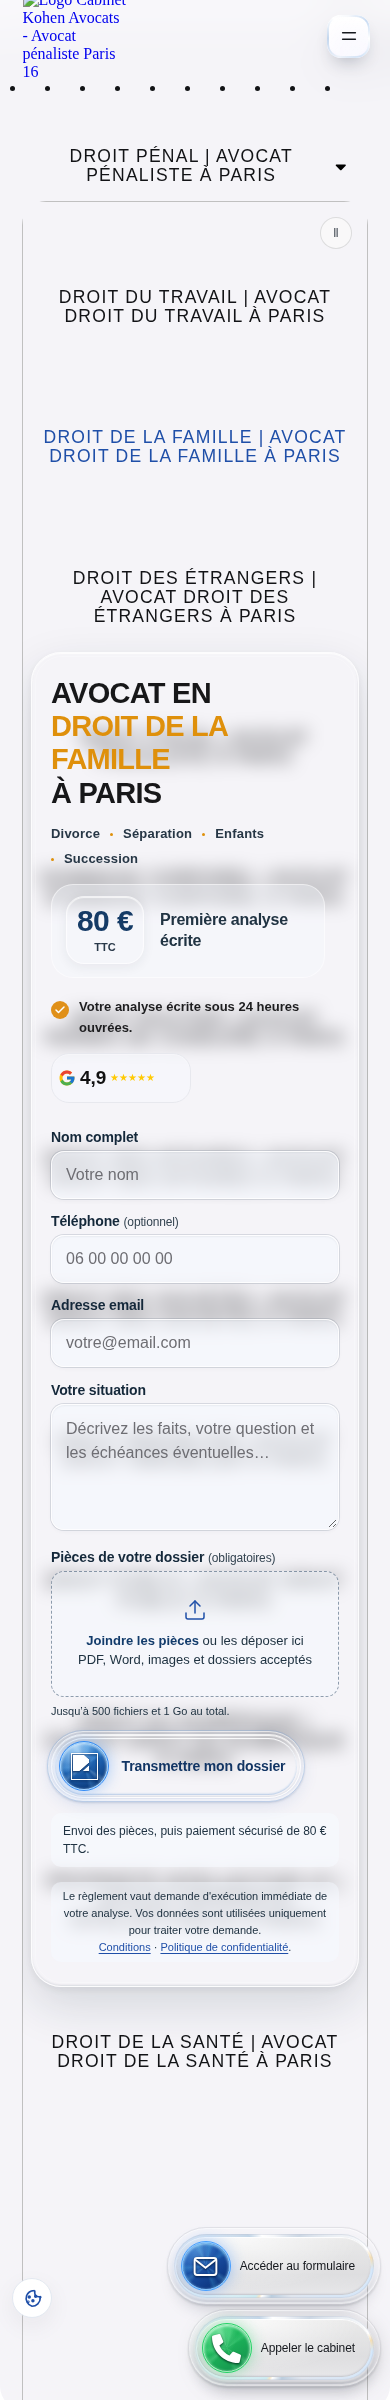 Logo Cabinet
Kohen Avocats
- Avocat
pénaliste Paris
16
DROIT PÉNAL | AVOCAT
PÉNALISTE À PARIS
DROIT DU TRAVAIL | AVOCAT
DROIT DU TRAVAIL À PARIS
DROIT DE LA FAMILLE | AVOCAT
DROIT DE LA FAMILLE À PARIS
DROIT DES ÉTRANGERS |
AVOCAT DROIT DES
ÉTRANGERS À PARIS
AVOCAT EN
DROIT DE LA
FAMILLE
À PARIS
Divorce • Séparation • Enfants
• Succession
80 €
TTC
Première analyse
écrite
Votre analyse écrite sous 24 heures
ouvrées.
4,9 ★★★★★
Nom complet
Votre nom
Téléphone (optionnel)
06 00 00 00 00
Adresse email
votre@email.com
Votre situation
Décrivez les faits, votre question et
les échéances éventuelles…
Pièces de votre dossier (obligatoires)
Joindre les pièces ou les déposer ici
PDF, Word, images et dossiers acceptés
Jusqu'à 500 fichiers et 1 Go au total.
Transmettre mon dossier
Envoi des pièces, puis paiement sécurisé de 80 €
TTC.
Le règlement vaut demande d'exécution immédiate de
votre analyse. Vos données sont utilisées uniquement
pour traiter votre demande.
Conditions · Politique de confidentialité.
DROIT DE LA SANTÉ | AVOCAT
DROIT DE LA SANTÉ À PARIS
Accéder au formulaire
Appeler le cabinet